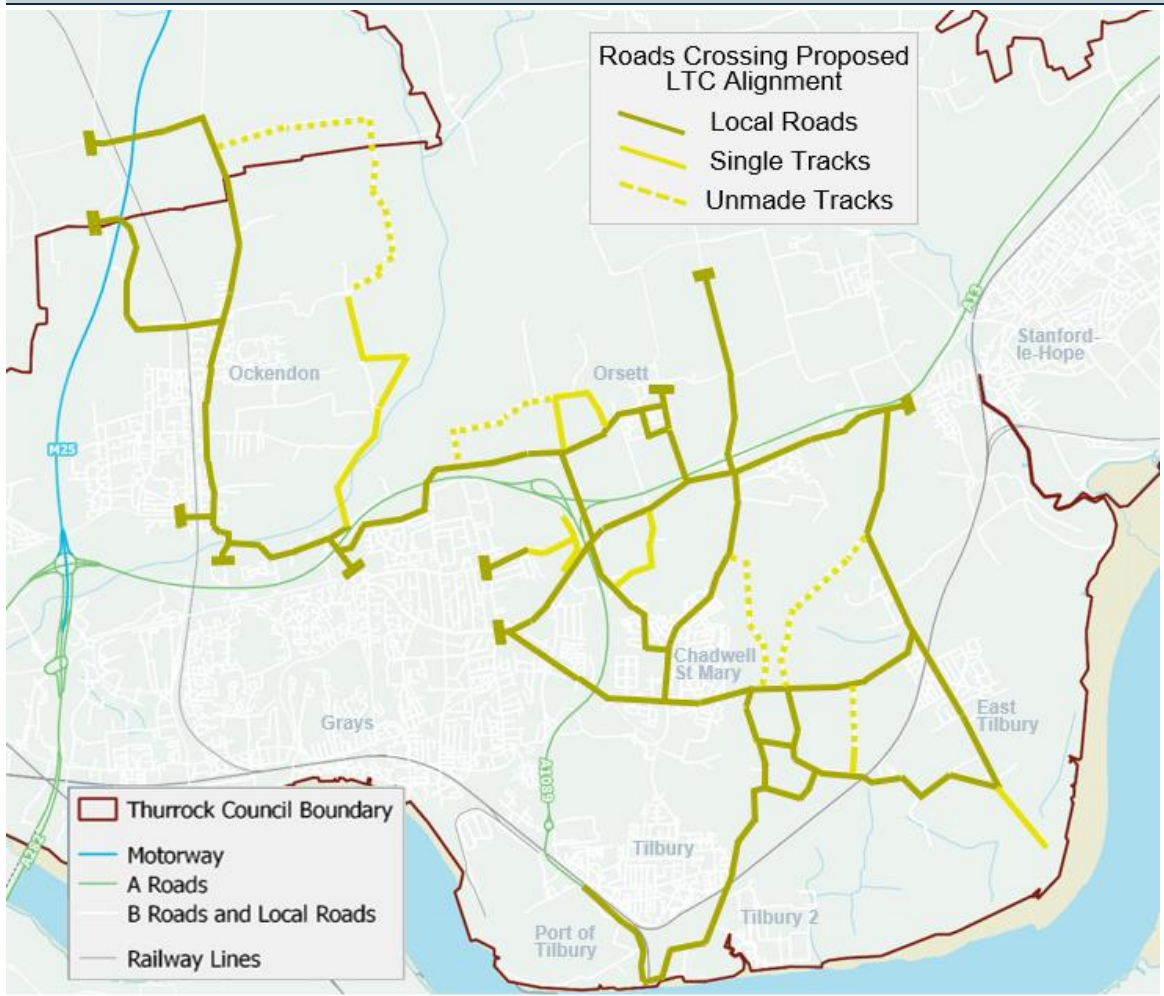 Roads Crossing Proposed
LTC Alignment
Local Roads
Single Tracks
Unmade Tracks
A13
Stanford-
le-Hope
Ockendon
Orsett
M25
Chadwell
St Mary
East
Tilbury
Grays
A1089
A282
Tilbury
Tilbury 2
Port of
Tilbury
Thurrock Council Boundary
Motorway
A Roads
B Roads and Local Roads
Railway Lines